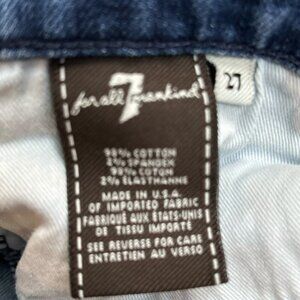 7
for all mankind
27
98% COTTON
2% SPANDEX
98% COTON
2% ELASTHANNE
MADE IN U.S.A.
OF IMPORTED FABRIC
FABRIQUÉ AUX ÉTATS-UNIS
DE TISSU IMPORTÉ
SEE REVERSE FOR CARE
ENTRETIEN AU VERSO